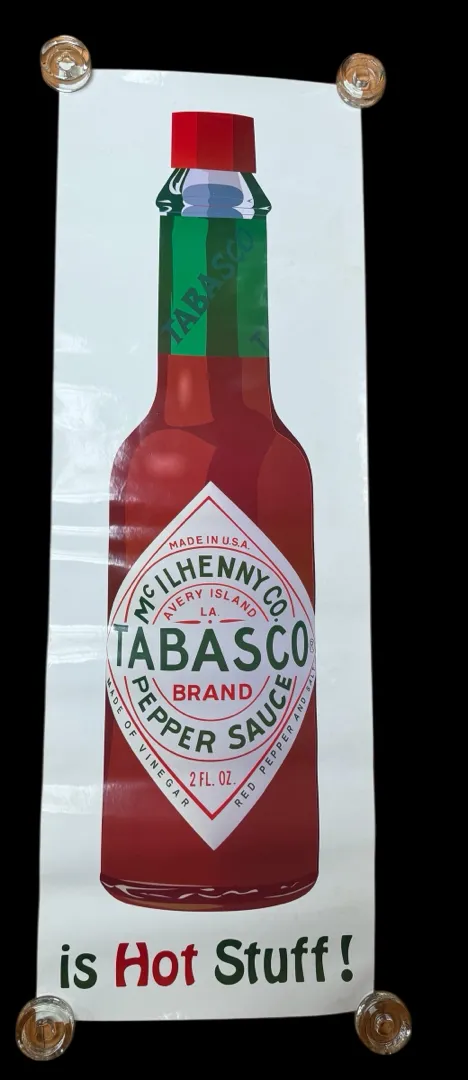 TABASCO
T
MADE IN U.S.A.
McILHENNY CO.
AVERY ISLAND
LA.
TABASCO®
BRAND
PEPPER SAUCE
MADE OF VINEGAR
RED PEPPER AND SALT
2 FL. OZ.
is Hot Stuff!